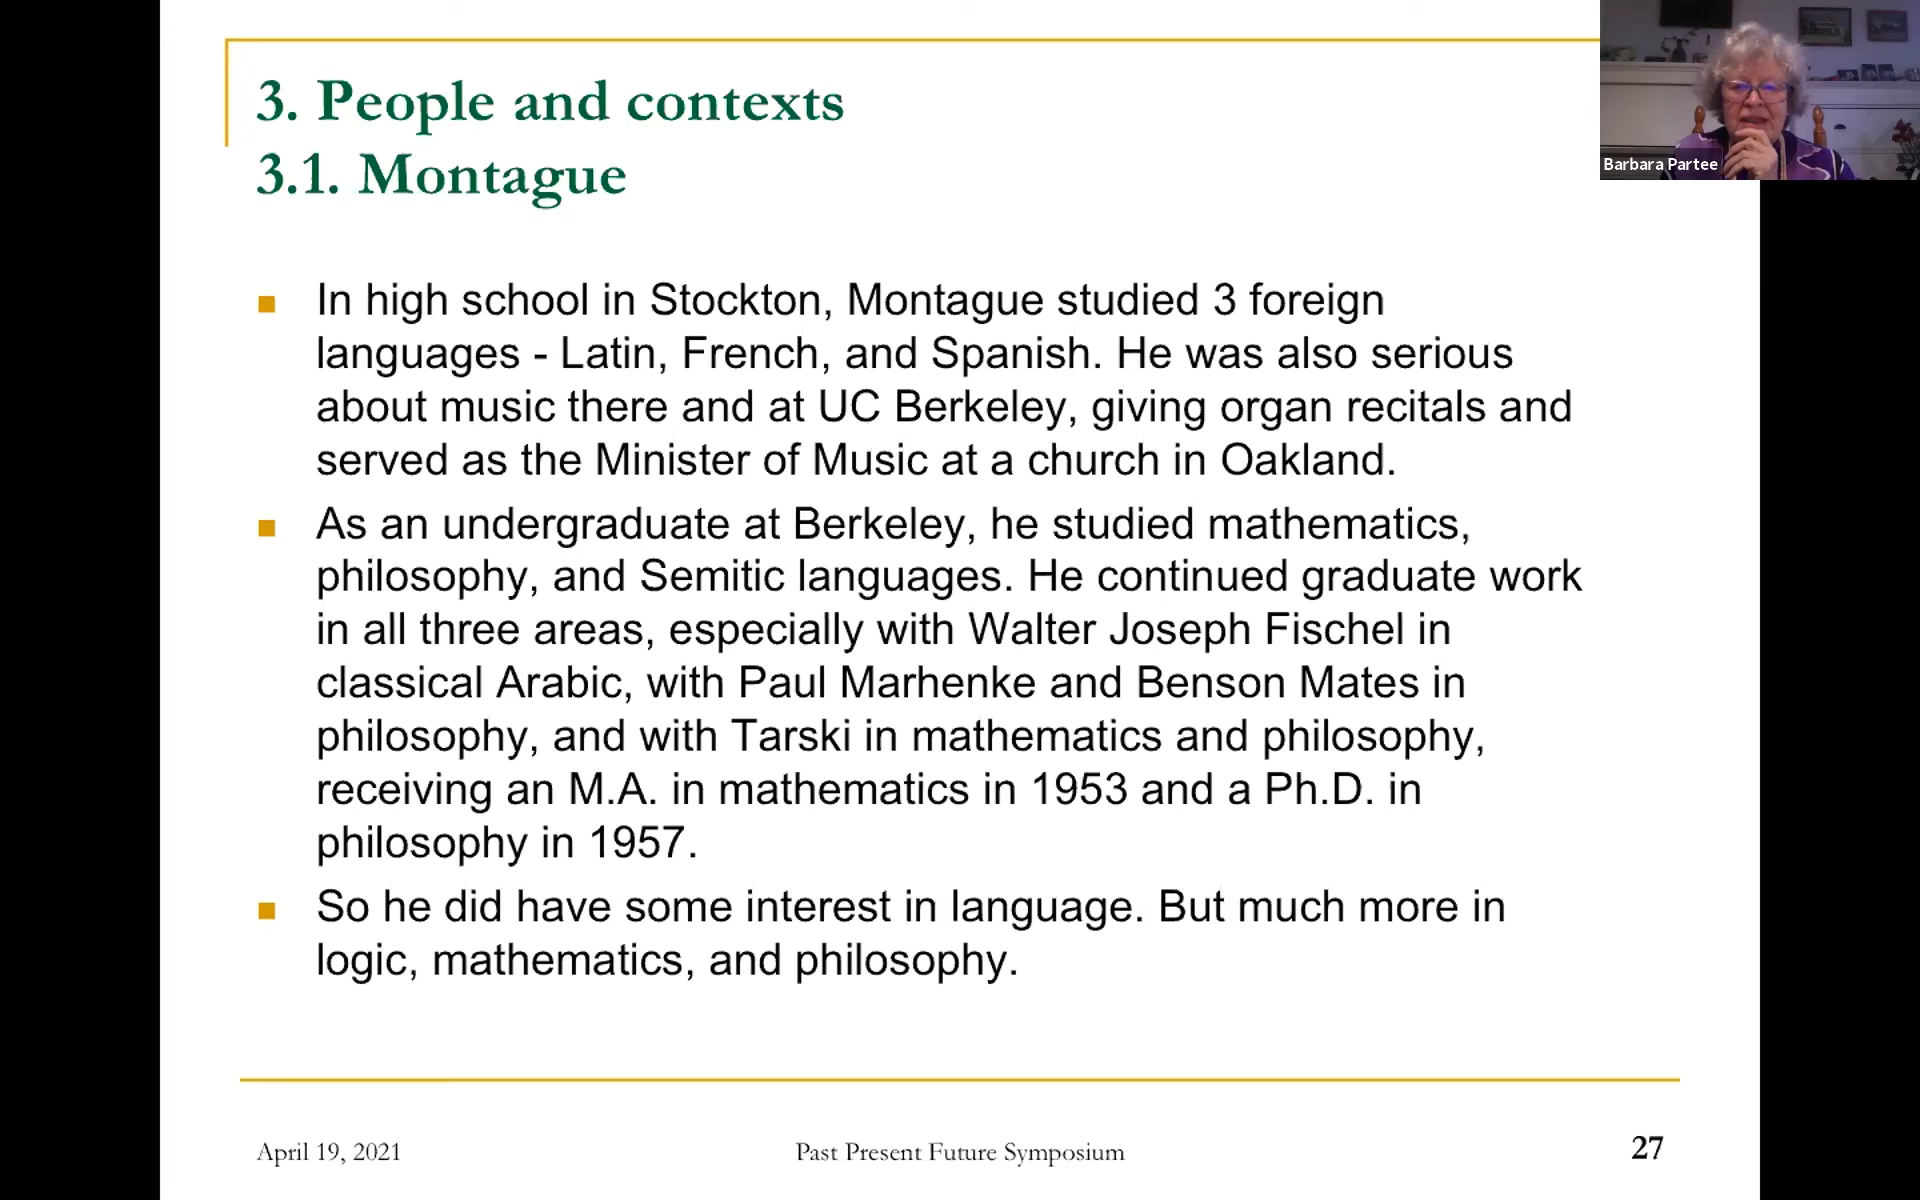 3. People and contexts
3.1. Montague
Barbara Partee
In high school in Stockton, Montague studied 3 foreign
languages - Latin, French, and Spanish. He was also serious
about music there and at UC Berkeley, giving organ recitals and
served as the Minister of Music at a church in Oakland.
As an undergraduate at Berkeley, he studied mathematics,
philosophy, and Semitic languages. He continued graduate work
in all three areas, especially with Walter Joseph Fischel in
classical Arabic, with Paul Marhenke and Benson Mates in
philosophy, and with Tarski in mathematics and philosophy,
receiving an M.A. in mathematics in 1953 and a Ph.D. in
philosophy in 1957.
So he did have some interest in language. But much more in
logic, mathematics, and philosophy.
April 19, 2021
Past Present Future Symposium
27